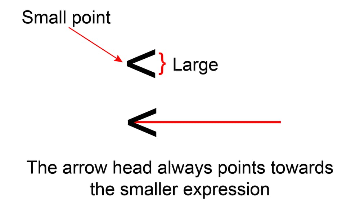 Small point
<
} Large
<
The arrow head always points towards
the smaller expression